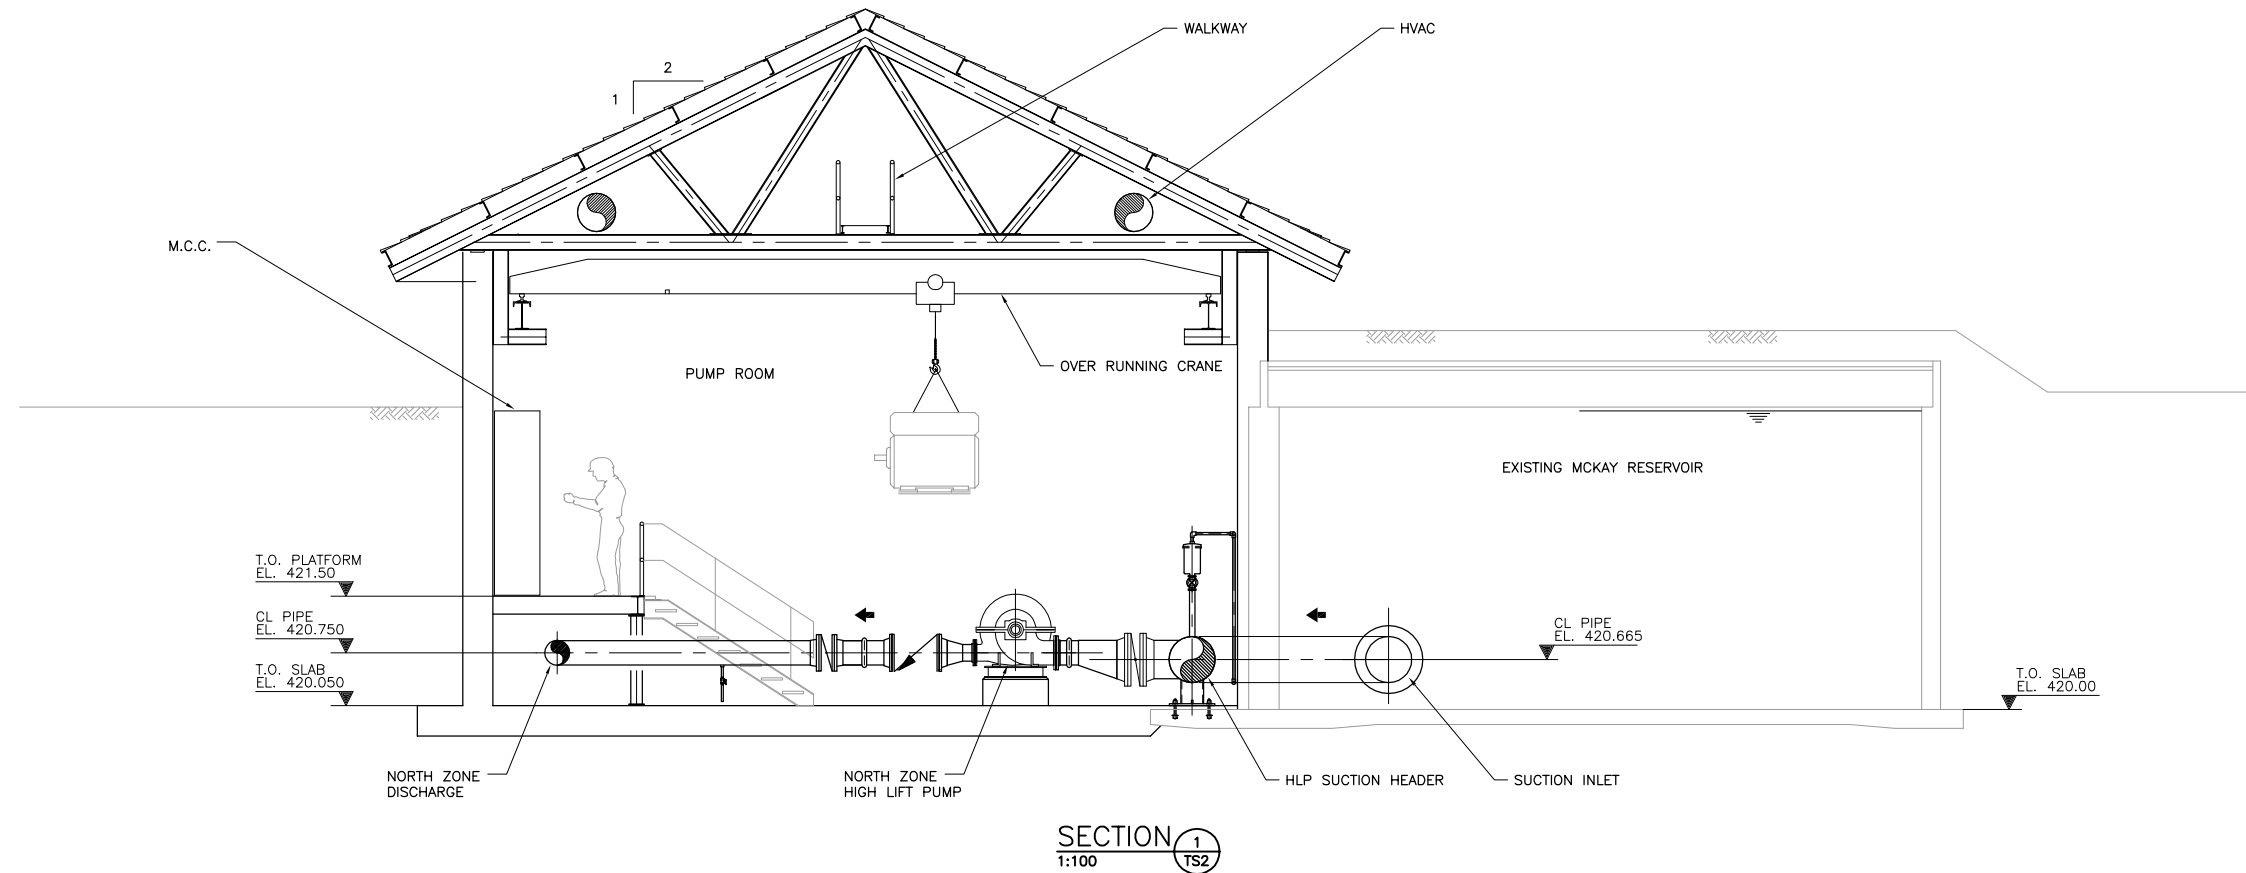 WALKWAY
HVAC
2
1
M.C.C.
OVER RUNNING CRANE
PUMP ROOM
EXISTING MCKAY RESERVOIR
T.O. PLATFORM
EL. 421.50
CL PIPE
EL. 420.750
CL PIPE
EL. 420.665
T.O. SLAB
EL. 420.050
T.O. SLAB
EL. 420.00
NORTH ZONE
DISCHARGE
NORTH ZONE
HIGH LIFT PUMP
HLP SUCTION HEADER
SUCTION INLET
SECTION 1
1:100 TS2